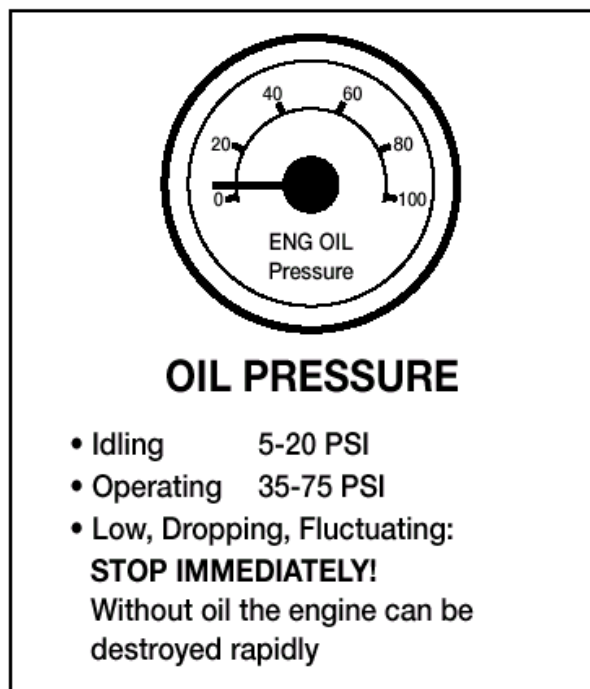 40 60
20 80
0 100
ENG OIL
Pressure
OIL PRESSURE
• Idling 5-20 PSI
• Operating 35-75 PSI
• Low, Dropping, Fluctuating:
STOP IMMEDIATELY!
Without oil the engine can be
destroyed rapidly